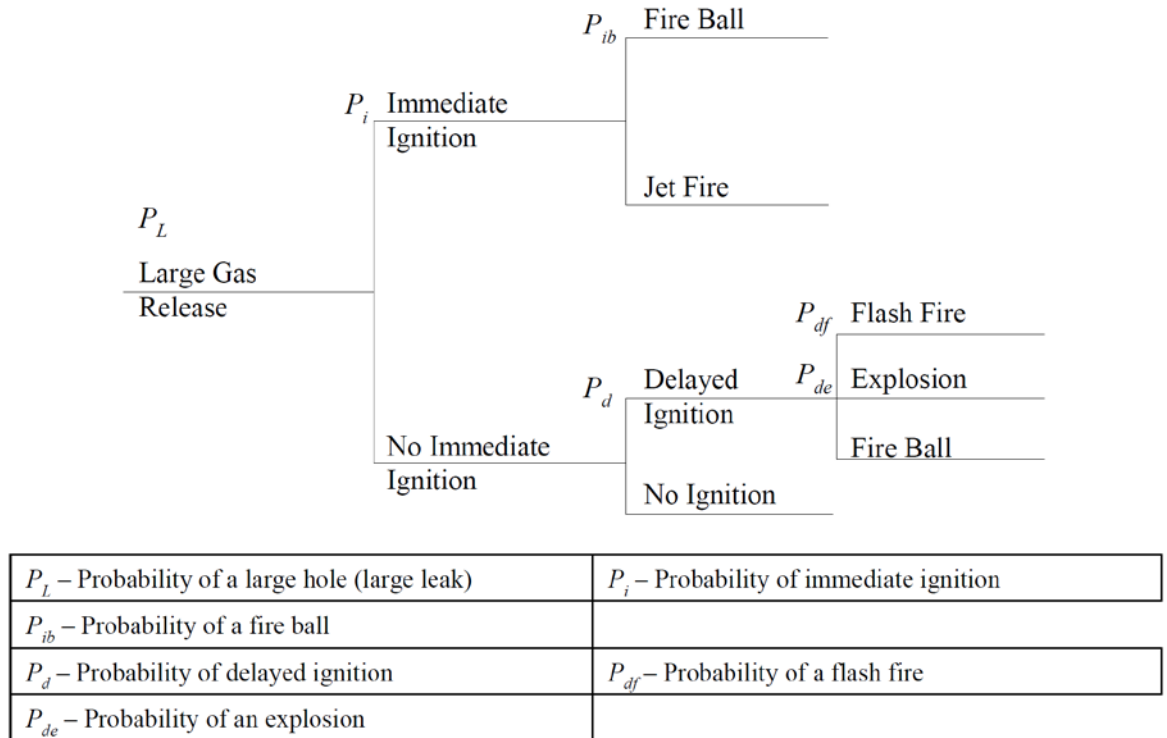 P_ib Fire Ball
P_i Immediate
Ignition
Jet Fire
P_L
Large Gas
Release
P_df Flash Fire
P_d Delayed
Ignition
P_de Explosion
No Immediate
Ignition
Fire Ball
No Ignition
P_L – Probability of a large hole (large leak)
P_i – Probability of immediate ignition
P_ib – Probability of a fire ball
P_d – Probability of delayed ignition
P_df – Probability of a flash fire
P_de – Probability of an explosion